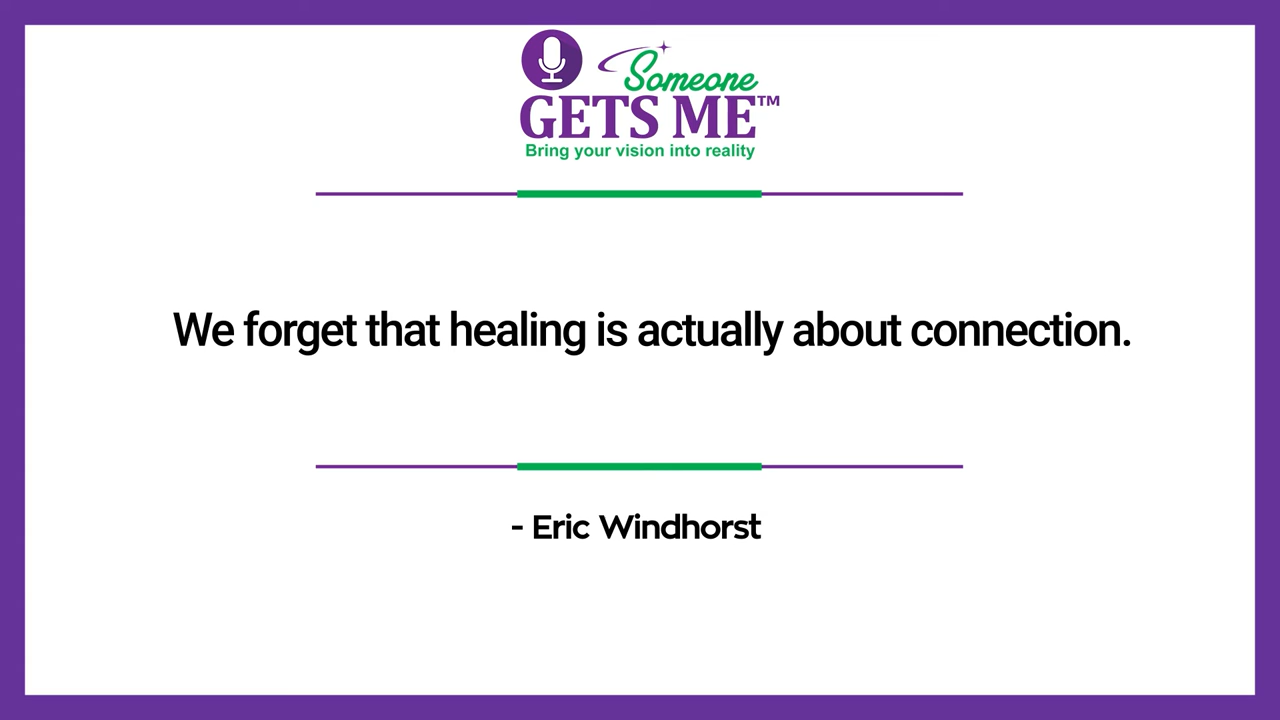 Someone
GETS ME™
Bring your vision into reality
We forget that healing is actually about connection.
- Eric Windhorst